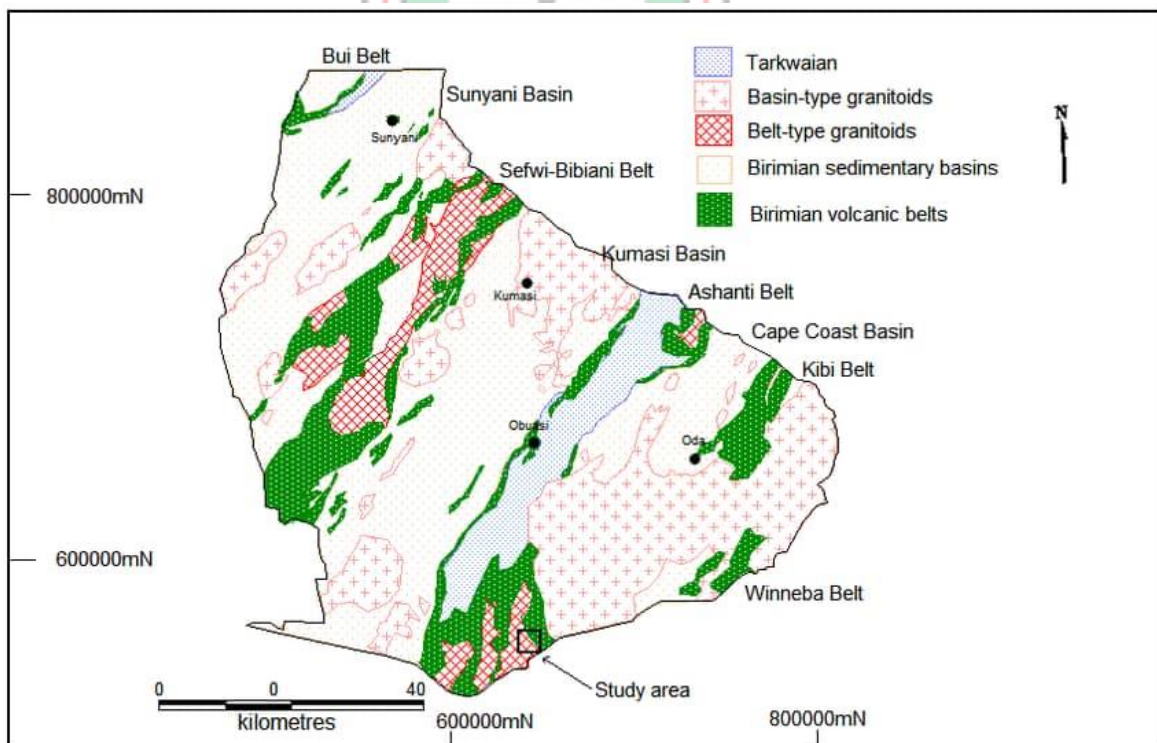 Bui Belt
Sunyani Basin
Sunyani
Sefwi-Bibiani Belt
Kumasi Basin
Kumasi
Ashanti Belt
Cape Coast Basin
Kibi Belt
Obuasi
Oda
Winneba Belt
Study area
Tarkwaian
Basin-type granitoids
Belt-type granitoids
Birimian sedimentary basins
Birimian volcanic belts
N
800000mN
600000mN
0 0 40
kilometres
600000mN
800000mN